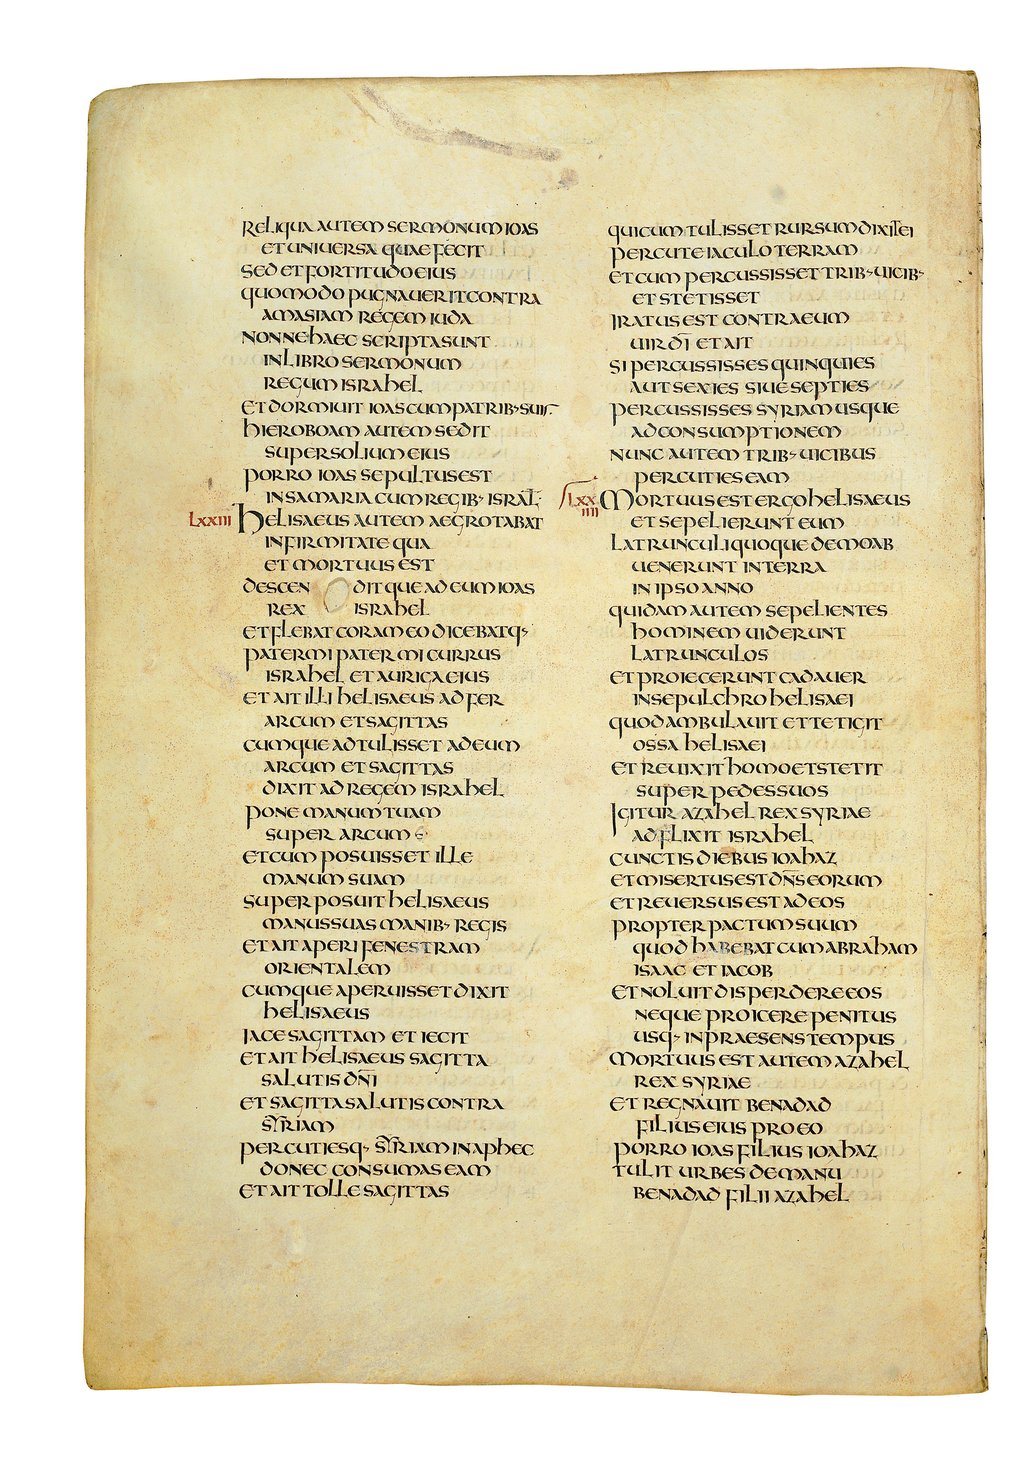 RELIQUA AUTEM SERMONUM IOAS
ET UNIUERSA QUAE FECIT
SED ET FORTITUDO EIUS
QUOMODO PUGNAUERIT CONTRA
AMASIAM REGEM IUDA
NONNE HAEC SCRIPTA SUNT
IN LIBRO SERMONUM
REGUM ISRAHEL
ET DORMIUIT IOAS CUM PATRIB· SUIS
HIEROBOAM AUTEM SEDIT
SUPER SOLIUM EIUS
PORRO IOAS SEPULTUS EST
IN SAMARIA CUM REGIB· ISRAL̅
LXXIII HELISAEUS AUTEM AEGROTABAT
INFIRMITATE QUA
ET MORTUUS EST
DESCENDITQUE AD EUM IOAS
REX ISRAHEL
ET FLEBAT CORAM EO DICEBATQ·
PATER MI PATER MI CURRUS
ISRAHEL ET AURIGA EIUS
ET AIT ILLI HELISAEUS ADFER
ARCUM ET SAGITTAS
CUMQUE ADTULISSET AD EUM
ARCUM ET SAGITTAS
DIXIT AD REGEM ISRAHEL
PONE MANUM TUAM
SUPER ARCUM
ET CUM POSUISSET ILLE
MANUM SUAM
SUPERPOSUIT HELISAEUS
MANUS SUAS MANIB· REGIS
ET AIT APERI FENESTRAM
ORIENTALEM
CUMQUE APERUISSET DIXIT
HELISAEUS
IACE SAGITTAM ET IECIT
ET AIT HELISAEUS SAGITTA
SALUTIS DN̅I
ET SAGITTA SALUTIS CONTRA
SYRIAM
PERCUTIESQ· SYRIAM IN APHEC
DONEC CONSUMAS EAM
ET AIT TOLLE SAGITTAS
QUI CUM TULISSET RURSUM DIXIT EI
PERCUTE IACULO TERRAM
ET CUM PERCUSSISSET TRIB· UICIB·
ET STETISSET
IRATUS EST CONTRA EUM
UIR DI̅ ET AIT
SI PERCUSSISSES QUINQUIES
AUT SEXIES SIUE SEPTIES
PERCUSSISSES SYRIAM USQUE
AD CONSUMPTIONEM
NUNC AUTEM TRIB· UICIBUS
PERCUTIES EAM
LXXIIII MORTUUS EST ERGO HELISAEUS
ET SEPELIERUNT EUM
LATRUNCULI QUOQUE DE MOAB
UENERUNT IN TERRA
IN IPSO ANNO
QUIDAM AUTEM SEPELIENTES
HOMINEM UIDERUNT
LATRUNCULOS
ET PROIECERUNT CADAUER
IN SEPULCHRO HELISAEI
QUOD AMBULAUIT ET TETIGIT
OSSA HELISAEI
ET REUIXIT HOMO ET STETIT
SUPER PEDES SUOS
IGITUR AZAHEL REX SYRIAE
ADFLIXIT ISRAHEL
CUNCTIS DIEBUS IOAHAZ
ET MISERTUS EST DN̅S EORUM
ET REUERSUS EST AD EOS
PROPTER PACTUM SUUM
QUOD HABEBAT CUM ABRAHAM
ISAAC ET IACOB
ET NOLUIT DISPERDERE EOS
NEQUE PROICERE PENITUS
USQ· IN PRAESENS TEMPUS
MORTUUS EST AUTEM AZAHEL
REX SYRIAE
ET REGNAUIT BENADAD
FILIUS EIUS PRO EO
PORRO IOAS FILIUS IOAHAZ
TULIT URBES DE MANU
BENADAD FILII AZAHEL